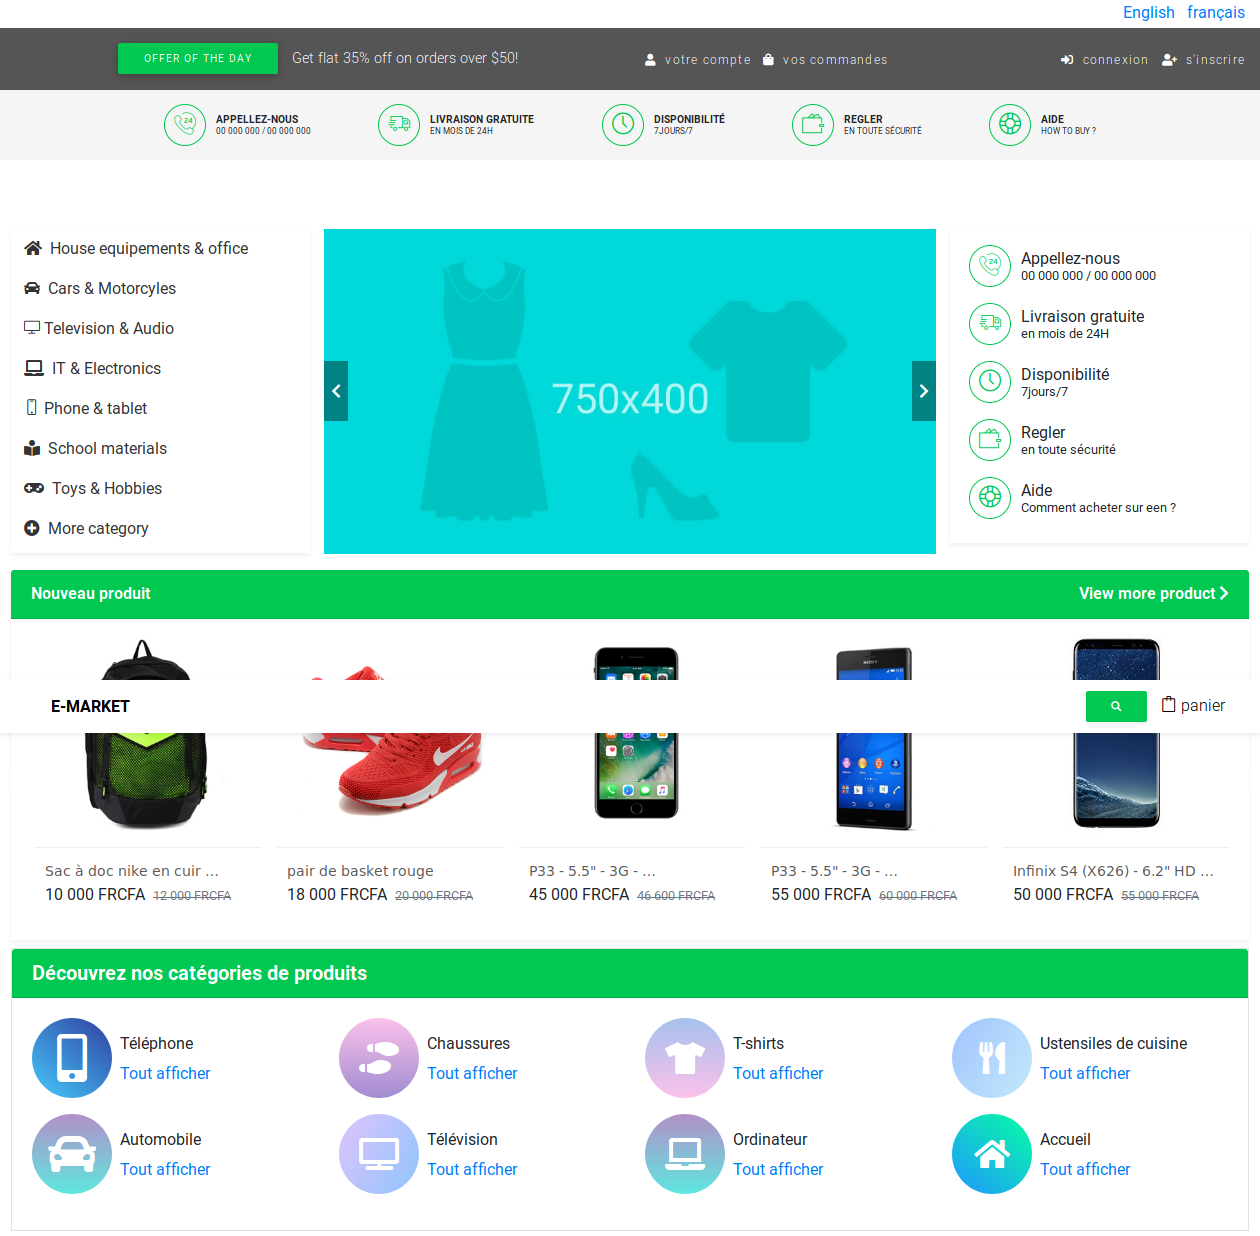 English français
OFFER OF THE DAY Get flat 35% off on orders over $50! votre compte vos commandes connexion s'inscrire
APPELLEZ-NOUS LIVRAISON GRATUITE DISPONIBILITÉ REGLER AIDE
00 000 000 / 00 000 000 EN MOIS DE 24H 7JOURS/7 EN TOUTE SÉCURITÉ HOW TO BUY ?
House equipements & office
Cars & Motorcyles
Television & Audio
IT & Electronics
Phone & tablet
School materials
Toys & Hobbies
More category
750x400
Appellez-nous
00 000 000 / 00 000 000
Livraison gratuite
en mois de 24H
Disponibilité
7jours/7
Regler
en toute sécurité
Aide
Comment acheter sur een ?
Nouveau produit View more product
SONY
E-MARKET panier
Sac à doc nike en cuir ... pair de basket rouge P33 - 5.5" - 3G - ... P33 - 5.5" - 3G - ... Infinix S4 (X626) - 6.2" HD ...
10 000 FRCFA 12 000 FRCFA 18 000 FRCFA 20 000 FRCFA 45 000 FRCFA 46 600 FRCFA 55 000 FRCFA 60 000 FRCFA 50 000 FRCFA 55 000 FRCFA
Découvrez nos catégories de produits
Téléphone Chaussures T-shirts Ustensiles de cuisine
Tout afficher Tout afficher Tout afficher Tout afficher
Automobile Télévision Ordinateur Accueil
Tout afficher Tout afficher Tout afficher Tout afficher